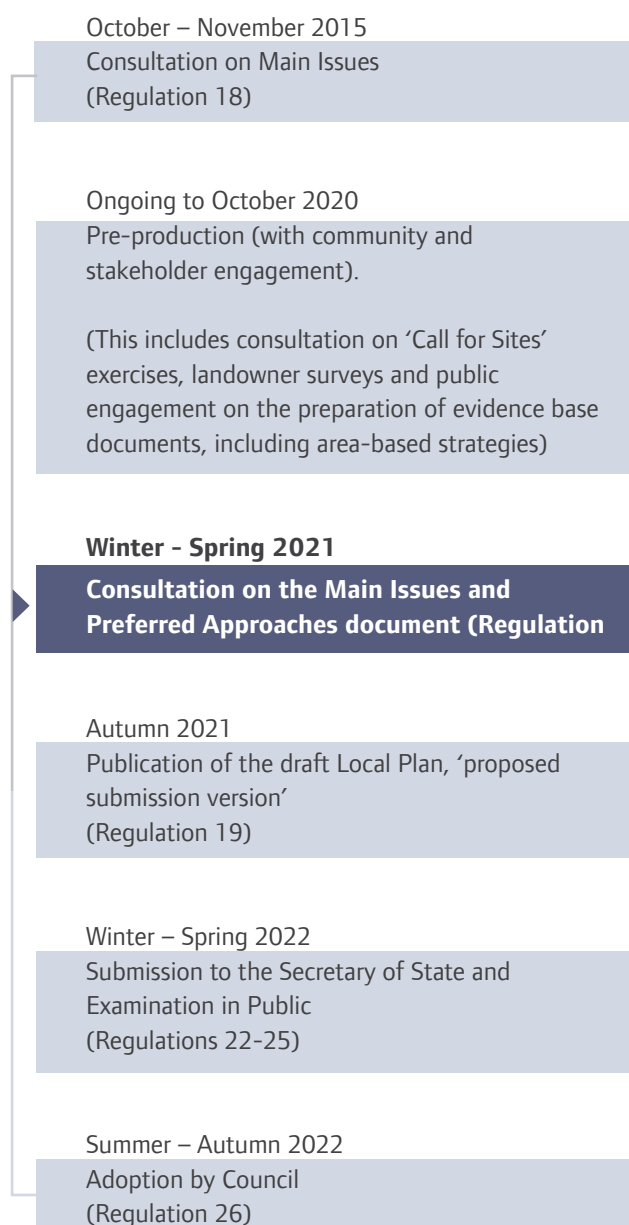 October – November 2015
Consultation on Main Issues
(Regulation 18)
Ongoing to October 2020
Pre-production (with community and
stakeholder engagement).
(This includes consultation on ‘Call for Sites’
exercises, landowner surveys and public
engagement on the preparation of evidence base
documents, including area-based strategies)
Winter - Spring 2021
Consultation on the Main Issues and
Preferred Approaches document (Regulation
Autumn 2021
Publication of the draft Local Plan, ‘proposed
submission version’
(Regulation 19)
Winter – Spring 2022
Submission to the Secretary of State and
Examination in Public
(Regulations 22-25)
Summer – Autumn 2022
Adoption by Council
(Regulation 26)